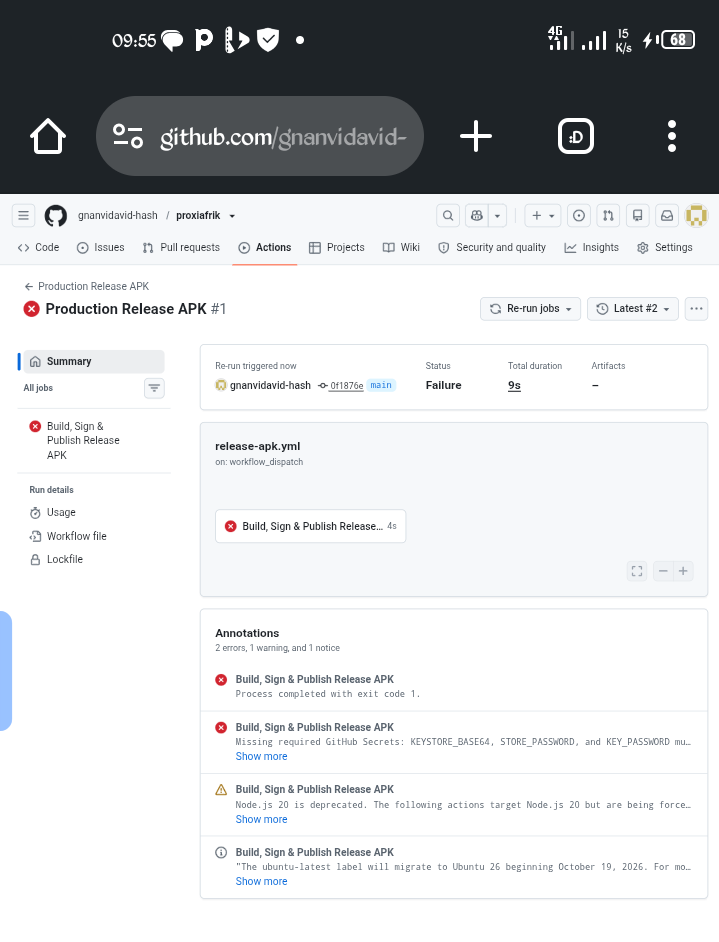 09:55
4G
15
K/s
68
github.com/gnanvidavid-
:D
gnanvidavid-hash / proxiafrik
Code Issues Pull requests Actions Projects Wiki Security and quality Insights Settings
Production Release APK
Production Release APK #1
Re-run jobs
Latest #2
Summary
All jobs
Build, Sign &
Publish Release
APK
Run details
Usage
Workflow file
Lockfile
Re-run triggered now
gnanvidavid-hash 0f1876e main
Status
Failure
Total duration
9s
Artifacts
–
release-apk.yml
on: workflow_dispatch
Build, Sign & Publish Release... 4s
Annotations
2 errors, 1 warning, and 1 notice
Build, Sign & Publish Release APK
Process completed with exit code 1.
Build, Sign & Publish Release APK
Missing required GitHub Secrets: KEYSTORE_BASE64, STORE_PASSWORD, and KEY_PASSWORD mu…
Show more
Build, Sign & Publish Release APK
Node.js 20 is deprecated. The following actions target Node.js 20 but are being force…
Show more
Build, Sign & Publish Release APK
"The ubuntu-latest label will migrate to Ubuntu 26 beginning October 19, 2026. For mo…
Show more